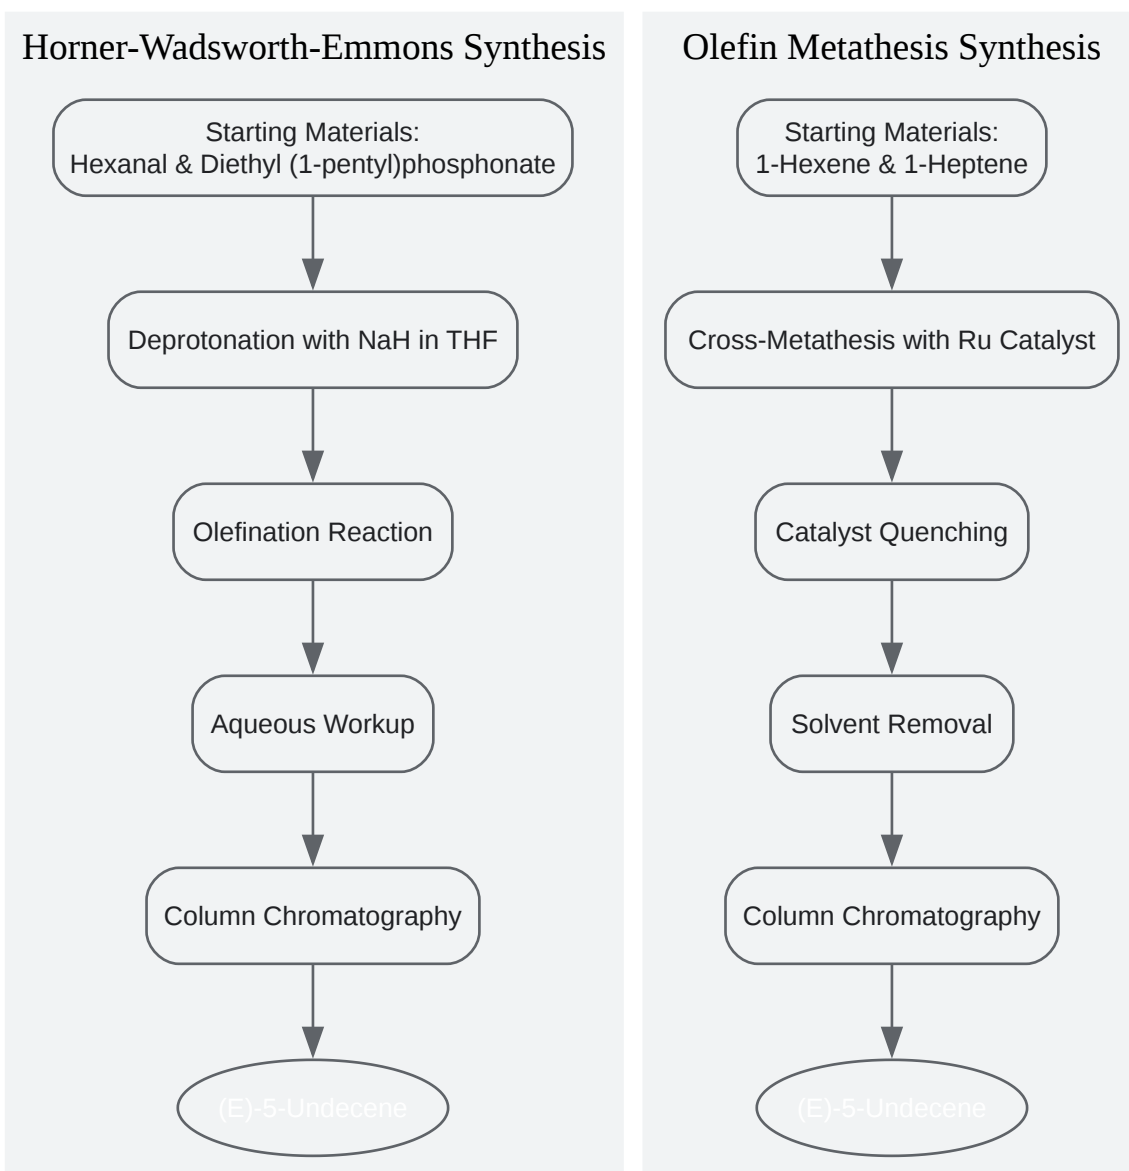 Horner-Wadsworth-Emmons Synthesis
Starting Materials:
Hexanal & Diethyl (1-pentyl)phosphonate
Deprotonation with NaH in THF
Olefination Reaction
Aqueous Workup
Column Chromatography
(E)-5-Undecene
Olefin Metathesis Synthesis
Starting Materials:
1-Hexene & 1-Heptene
Cross-Metathesis with Ru Catalyst
Catalyst Quenching
Solvent Removal
Column Chromatography
(E)-5-Undecene